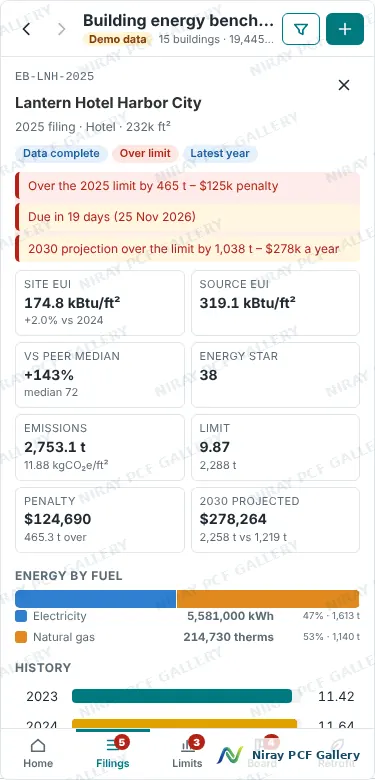 Building energy bench...
Demo data 15 buildings · 19,445...
EB-LNH-2025
Lantern Hotel Harbor City
2025 filing · Hotel · 232k ft²
Data complete Over limit Latest year
Over the 2025 limit by 465 t – $125k penalty
Due in 19 days (25 Nov 2026)
2030 projection over the limit by 1,038 t – $278k a year
SITE EUI SOURCE EUI
174.8 kBtu/ft² 319.1 kBtu/ft²
+2.0% vs 2024
VS PEER MEDIAN ENERGY STAR
+143% 38
median 72
EMISSIONS LIMIT
2,753.1 t 9.87
11.88 kgCO₂e/ft² 2,288 t
PENALTY 2030 PROJECTED
$124,690 $278,264
465.3 t over 2,258 t vs 1,219 t
ENERGY BY FUEL
Electricity 5,581,000 kWh 47% · 1,613 t
Natural gas 214,730 therms 53% · 1,140 t
HISTORY
2023 11.42
2024 11.64
5 3 4
Home Filings Limits Board Retrofit
Niray PCF Gallery
NIRAY PCF GALLERY